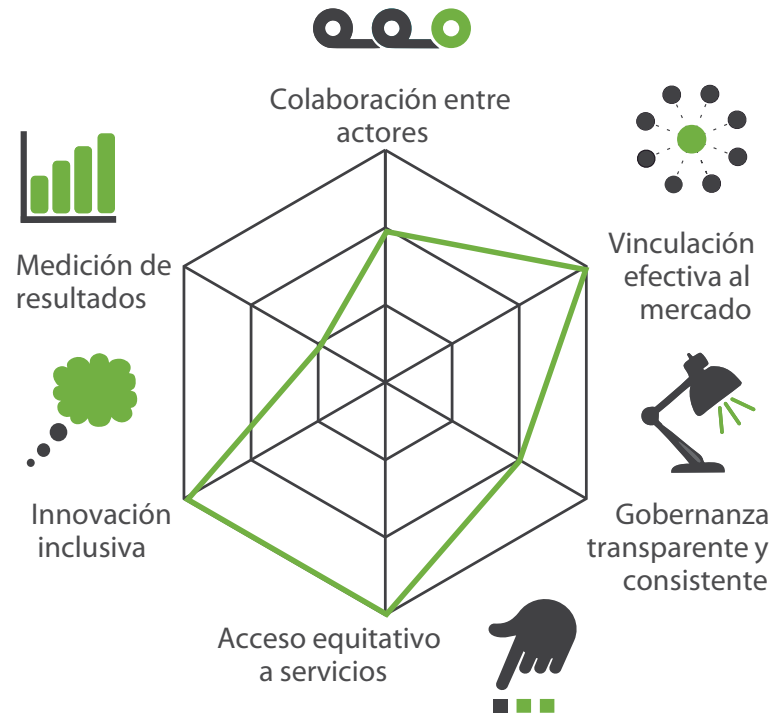 Colaboración entre
actores
Vinculación
efectiva al
mercado
Medición de
resultados
Innovación
inclusiva
Gobernanza
transparente y
consistente
Acceso equitativo
a servicios